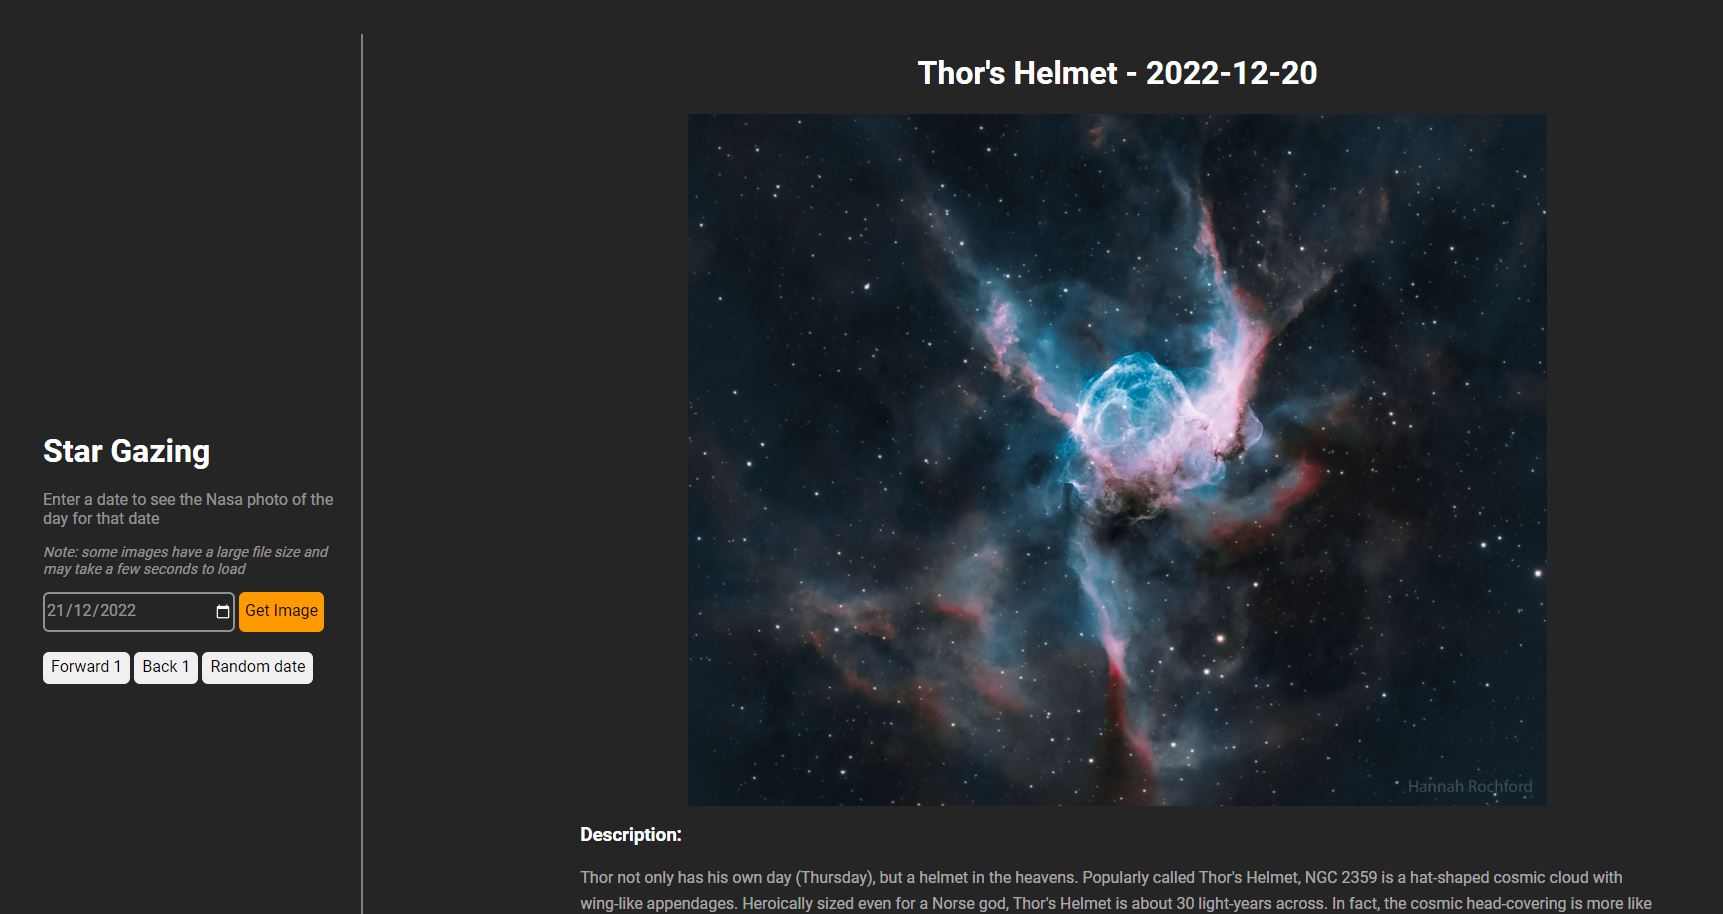 Star Gazing
Enter a date to see the Nasa photo of the
day for that date
Note: some images have a large file size and
may take a few seconds to load
21/12/2022
Get Image
Forward 1
Back 1
Random date
Thor's Helmet - 2022-12-20
Hannah Rochford
Description:
Thor not only has his own day (Thursday), but a helmet in the heavens. Popularly called Thor's Helmet, NGC 2359 is a hat-shaped cosmic cloud with
wing-like appendages. Heroically sized even for a Norse god, Thor's Helmet is about 30 light-years across. In fact, the cosmic head-covering is more like